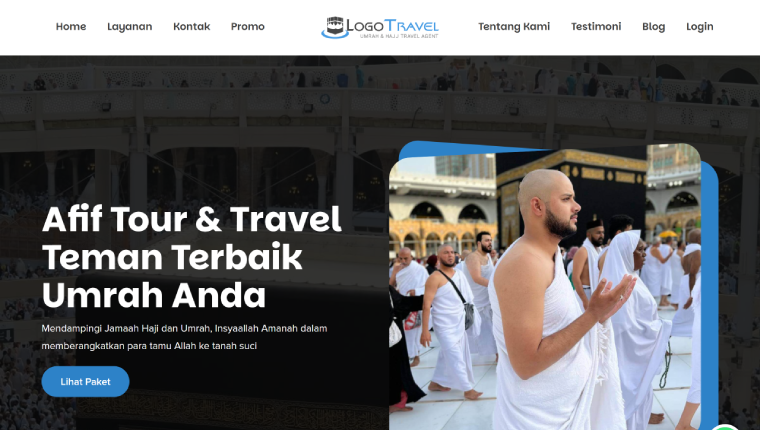 Home Layanan Kontak Promo LOGOTRAVEL Tentang Kami Testimoni Blog Login
UMRAH & HAJJ TRAVEL AGENT
Afif Tour & Travel
Teman Terbaik
Umrah Anda
Mendampingi Jamaah Haji dan Umrah, Insyaallah Amanah dalam
memberangkatkan para tamu Allah ke tanah suci
Lihat Paket